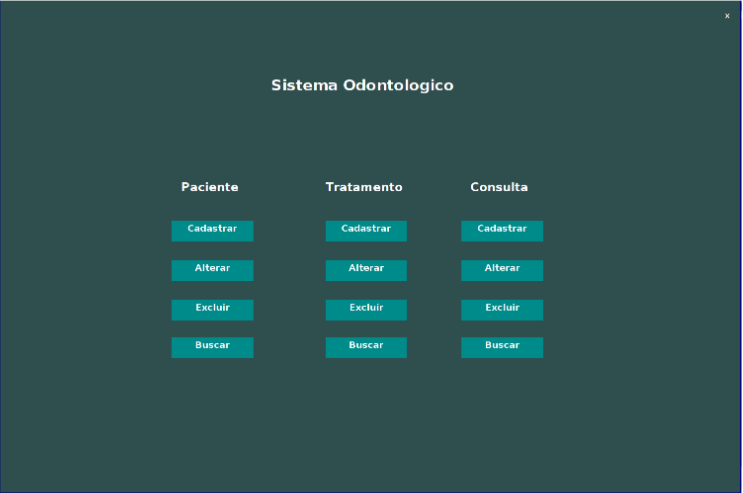 x
Sistema Odontologico
Paciente Tratamento Consulta
Cadastrar Cadastrar Cadastrar
Alterar Alterar Alterar
Excluir Excluir Excluir
Buscar Buscar Buscar